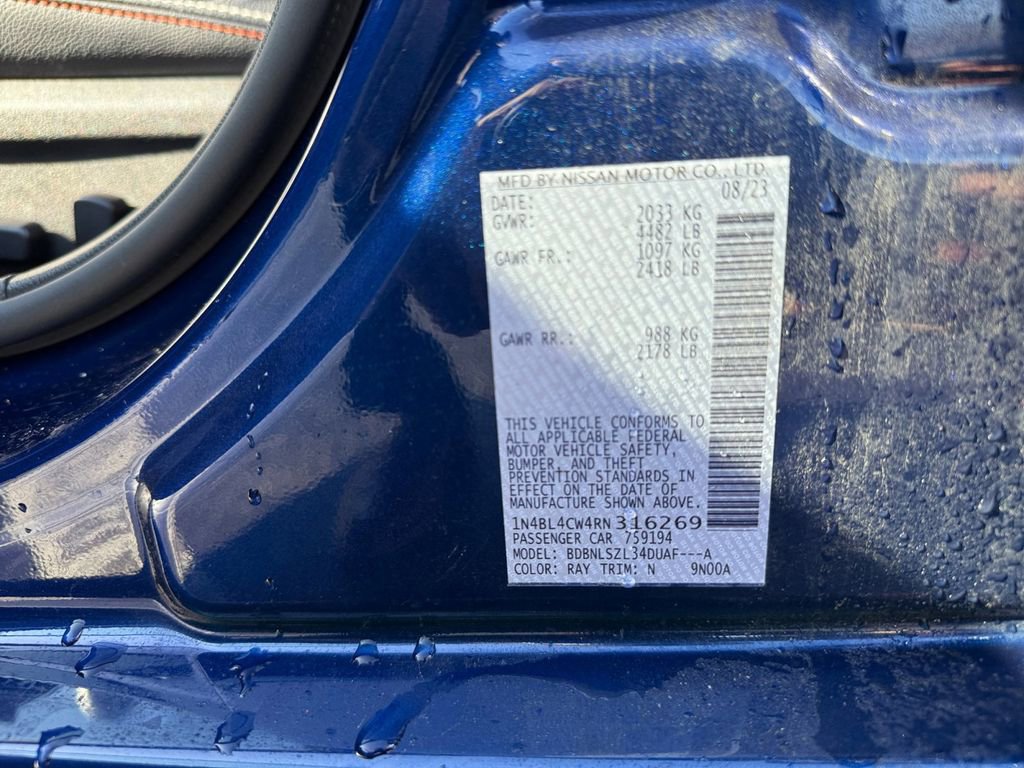 MFD BY NISSAN MOTOR CO., LTD.
DATE: 08/23
GVWR: 2033 KG
4482 LB
GAWR FR.: 1097 KG
2418 LB
GAWR RR.: 988 KG
2178 LB
THIS VEHICLE CONFORMS TO
ALL APPLICABLE FEDERAL
MOTOR VEHICLE SAFETY,
BUMPER, AND THEFT
PREVENTION STANDARDS IN
EFFECT ON THE DATE OF
MANUFACTURE SHOWN ABOVE.
1N4BL4CW4RN316269
PASSENGER CAR 759194
MODEL: BDBNLSZL34DUAF---A
COLOR: RAY TRIM: N 9N00A